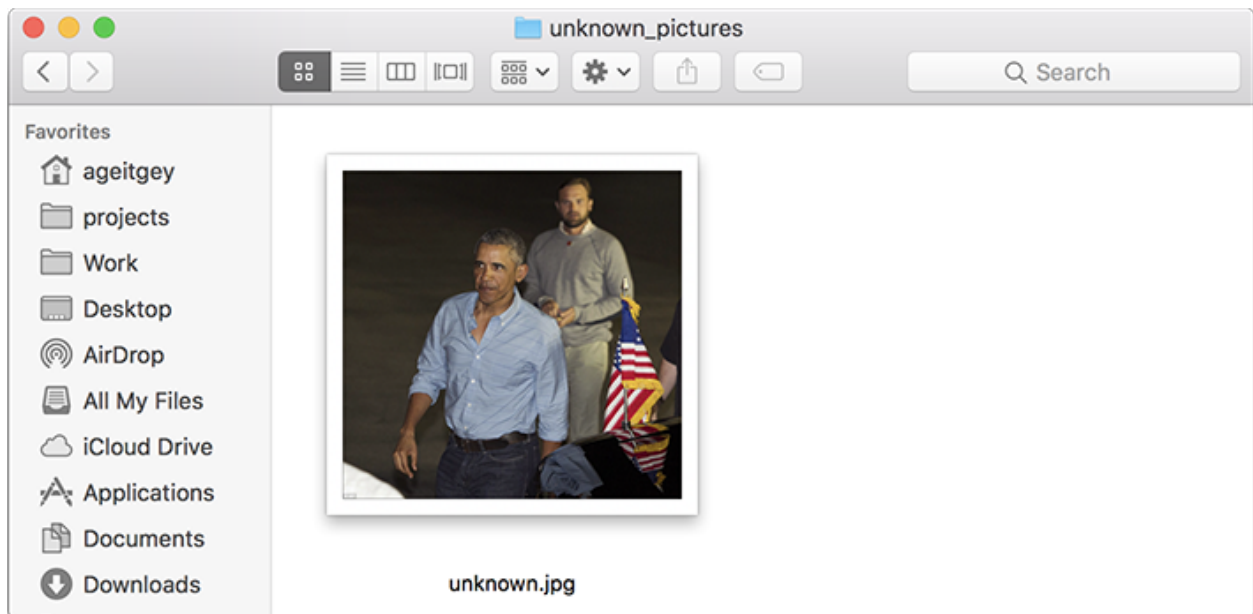 unknown_pictures
Search
Favorites
ageitgey
projects
Work
Desktop
AirDrop
All My Files
iCloud Drive
Applications
Documents
Downloads
unknown.jpg